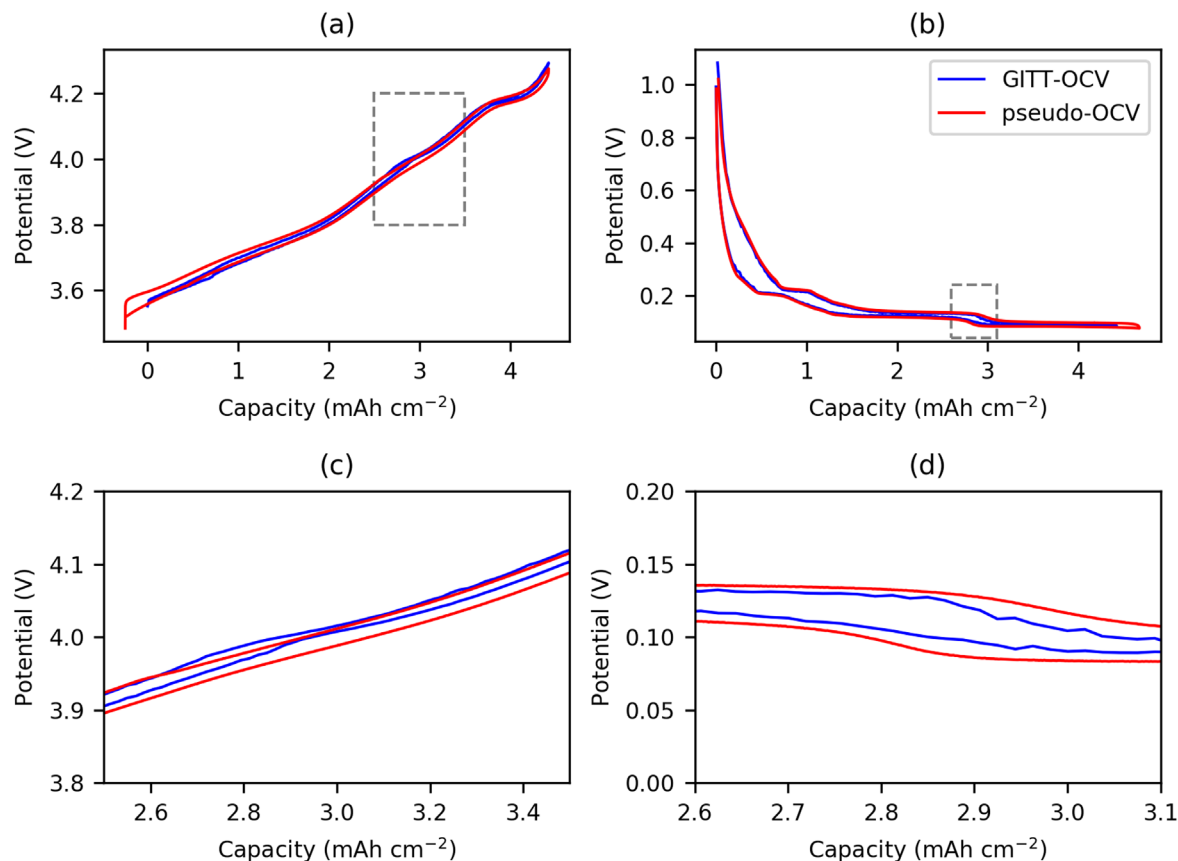 (a)
4.2
4.0
3.8
3.6
Potential (V)
0
1
2
3
4
Capacity (mAh cm⁻²)
(b)
GITT-OCV
pseudo-OCV
1.0
0.8
0.6
0.4
0.2
Potential (V)
0
1
2
3
4
Capacity (mAh cm⁻²)
(c)
4.2
4.1
4.0
3.9
3.8
Potential (V)
2.6
2.8
3.0
3.2
3.4
Capacity (mAh cm⁻²)
(d)
0.20
0.15
0.10
0.05
0.00
Potential (V)
2.6
2.7
2.8
2.9
3.0
3.1
Capacity (mAh cm⁻²)